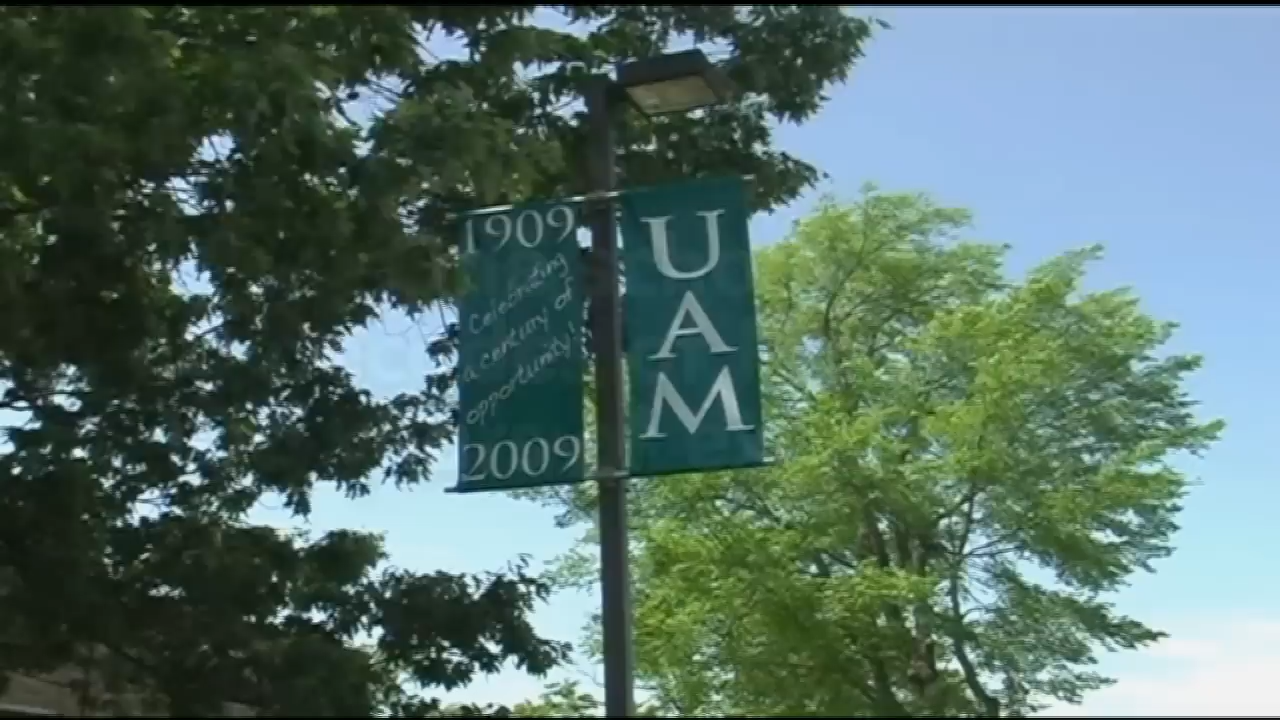 1909
Celebrating
a century of
opportunity!
2009
U
A
M